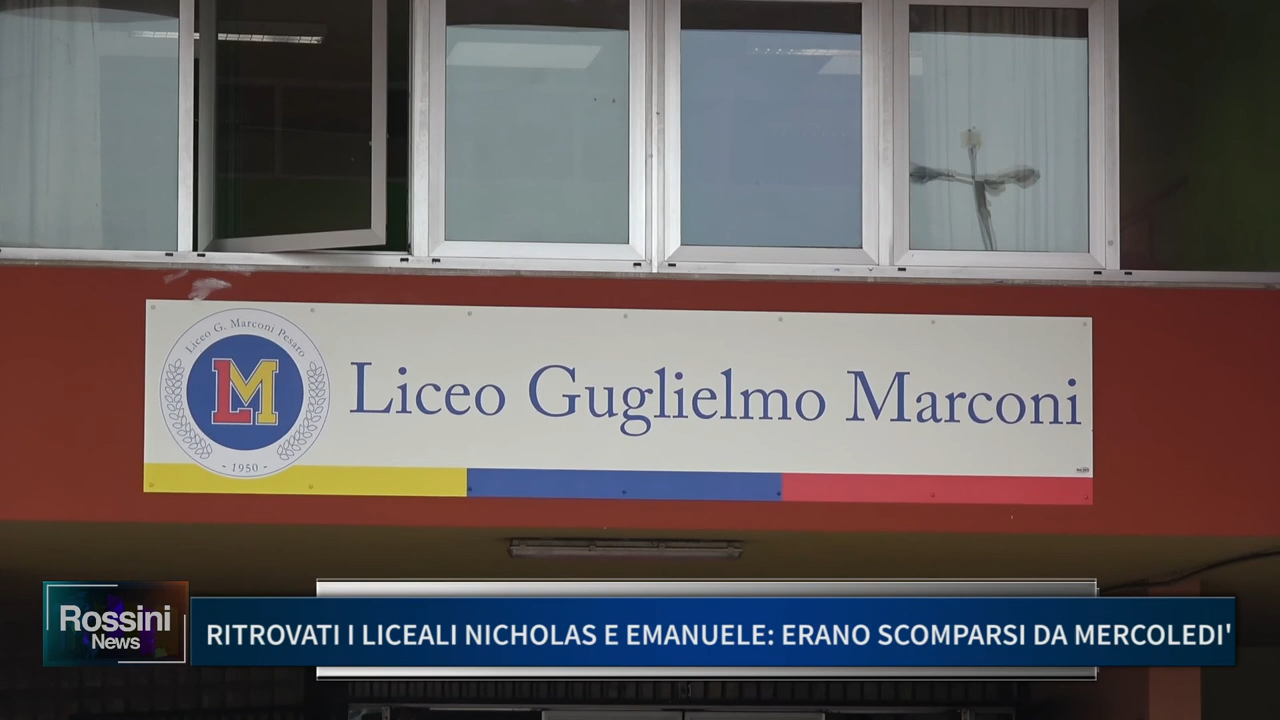 Liceo G. Marconi Pesaro
LM
- 1950 -
Liceo Guglielmo Marconi
Rossini
News
RITROVATI I LICEALI NICHOLAS E EMANUELE: ERANO SCOMPARSI DA MERCOLEDI'